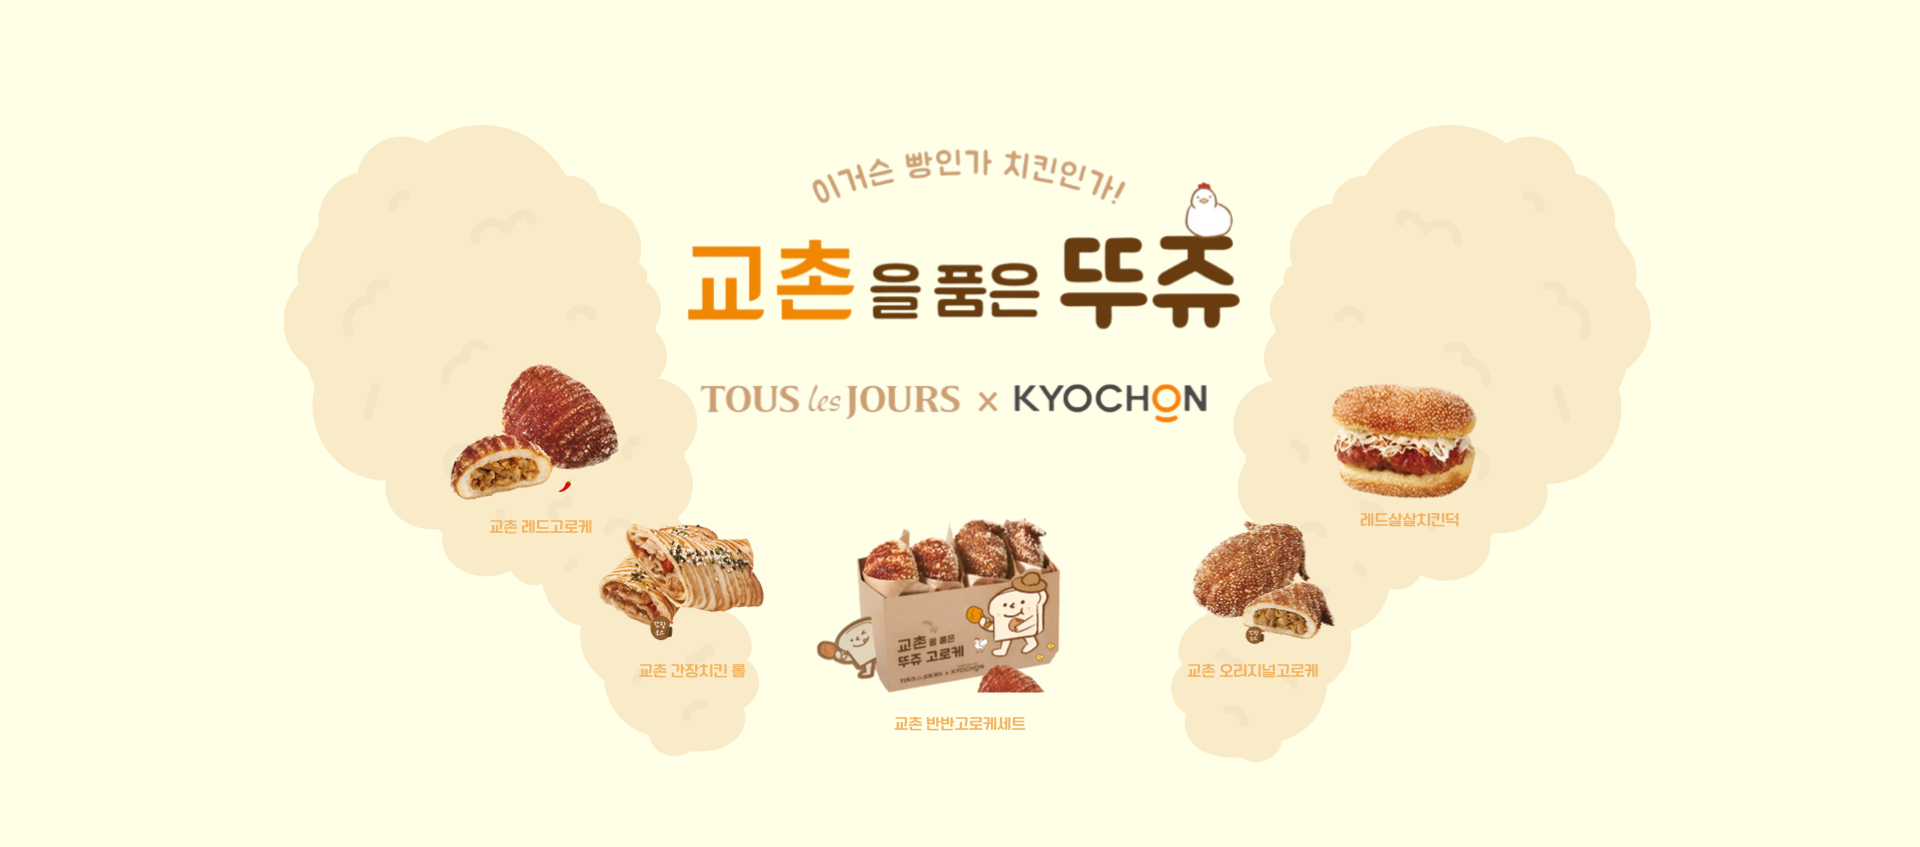 이거슨 빵인가 치킨인가!
교촌을 품은 뚜쥬
TOUS les JOURS x KYOCHON
교촌 레드고로케
레드살살치킨덕
교촌 간장치킨 롤
교촌을 품은
뚜쥬 고로케
TOUS les JOURS x KYOCHON
교촌 오리지널고로케
교촌 반반고로케세트